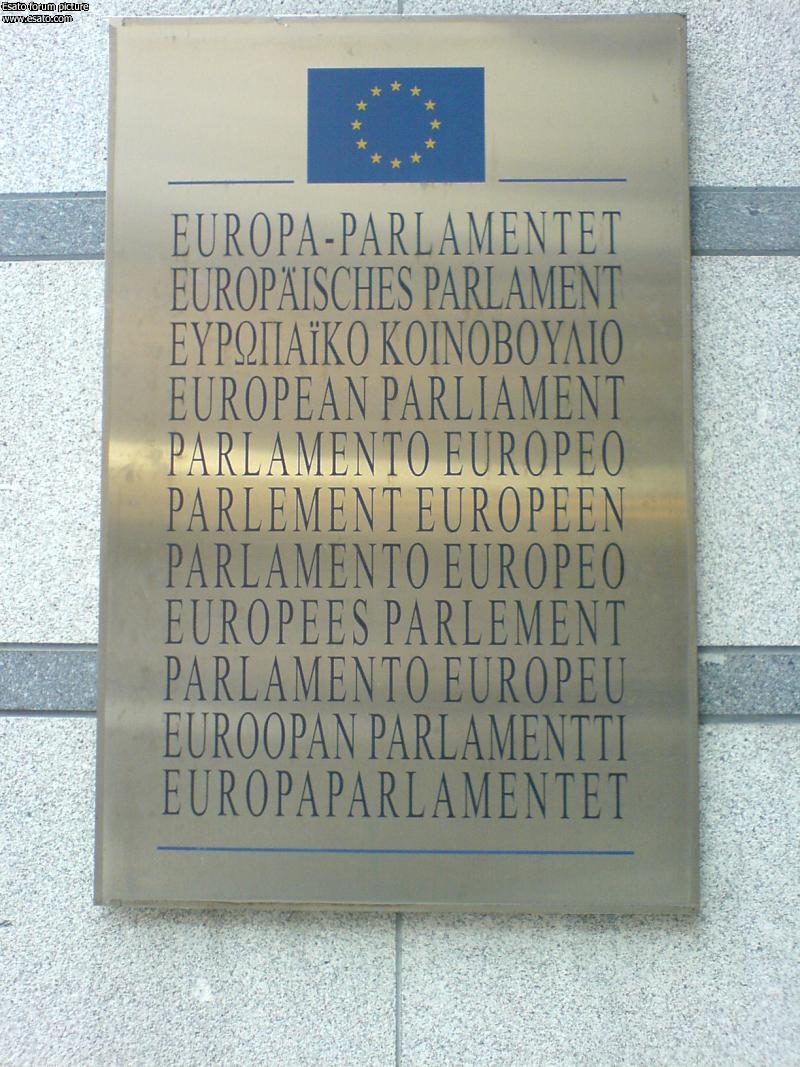 Esato forum picture
www.esato.com
EUROPA-PARLAMENTET
EUROPÄISCHES PARLAMENT
ΕΥΡΩΠΑΪΚΟ ΚΟΙΝΟΒΟΥΛΙΟ
EUROPEAN PARLIAMENT
PARLAMENTO EUROPEO
PARLEMENT EUROPEEN
PARLAMENTO EUROPEO
EUROPEES PARLEMENT
PARLAMENTO EUROPEU
EUROOPAN PARLAMENTTI
EUROPAPARLAMENTET